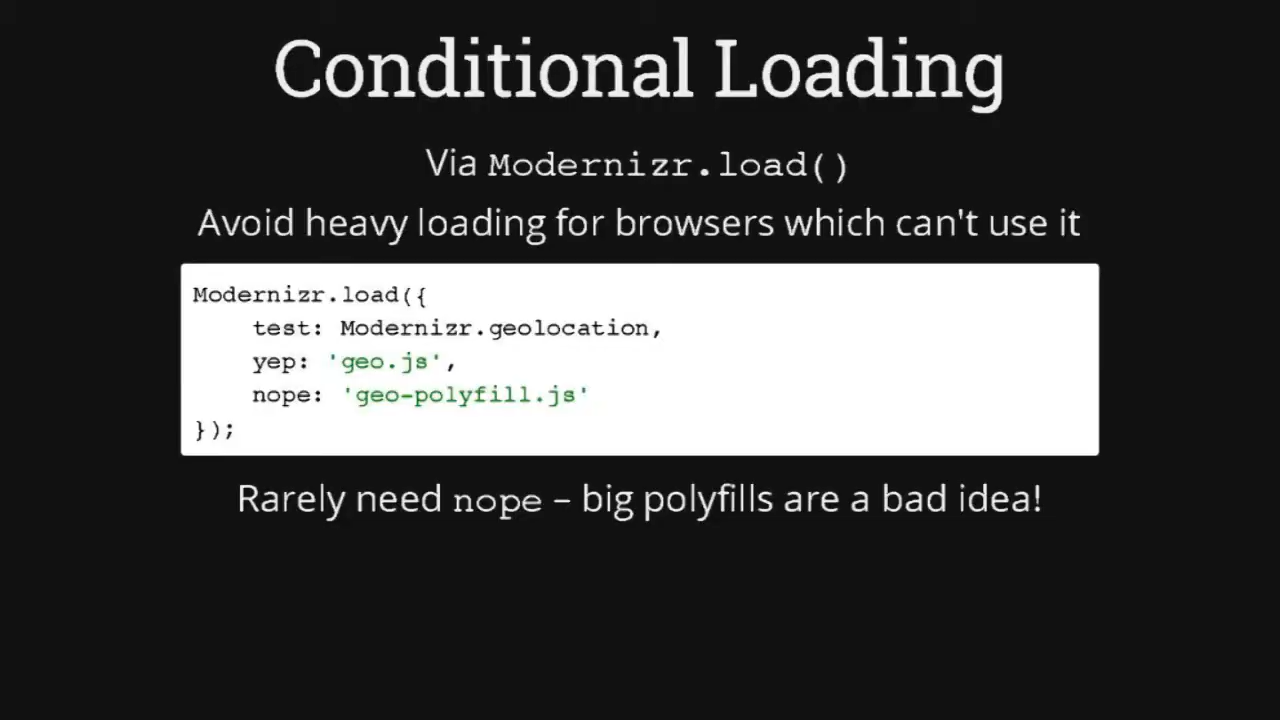 Conditional Loading
Via Modernizr.load()
Avoid heavy loading for browsers which can't use it
Modernizr.load({
    test: Modernizr.geolocation,
    yep: 'geo.js',
    nope: 'geo-polyfill.js'
});
Rarely need nope – big polyfills are a bad idea!